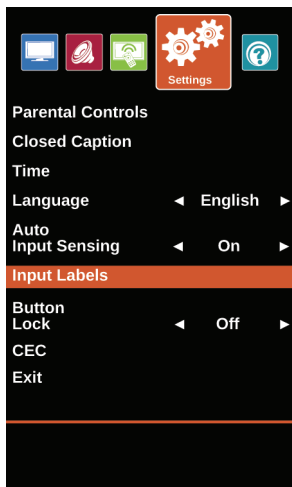 Settings
Parental Controls
Closed Caption
Time
Language ◄ English ►
Auto
Input Sensing ◄ On ►
Input Labels
Button
Lock ◄ Off ►
CEC
Exit